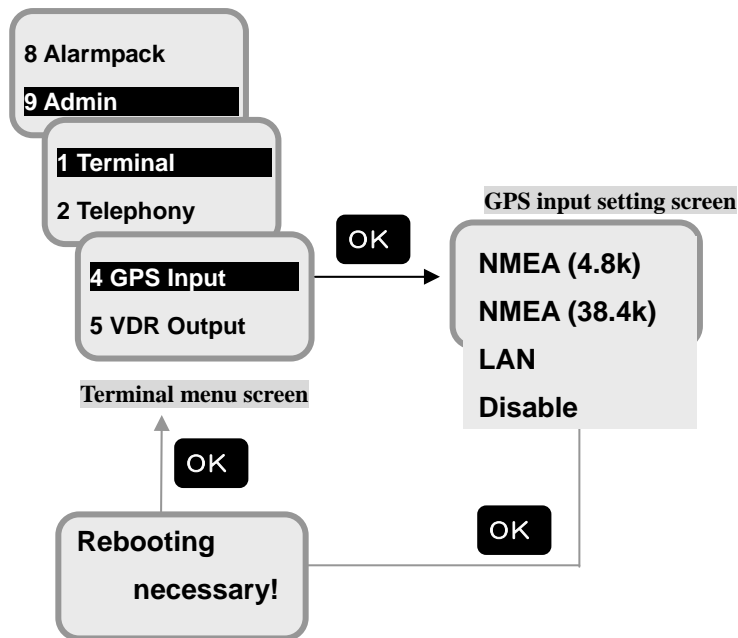 8 Alarmpack
9 Admin
1 Terminal
2 Telephony
4 GPS Input
5 VDR Output
Terminal menu screen
OK
GPS input setting screen
NMEA (4.8k)
NMEA (38.4k)
LAN
Disable
OK
OK
Rebooting
necessary!